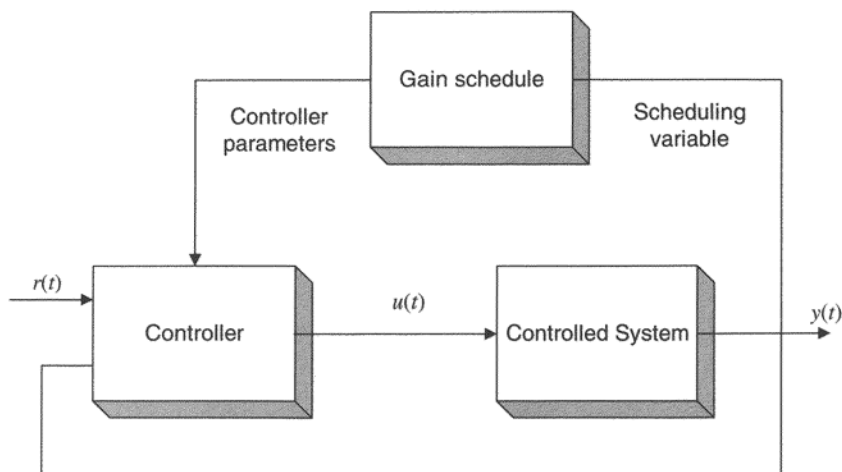 Gain schedule
Controller
parameters
Scheduling
variable
r(t)
Controller
u(t)
Controlled System
y(t)